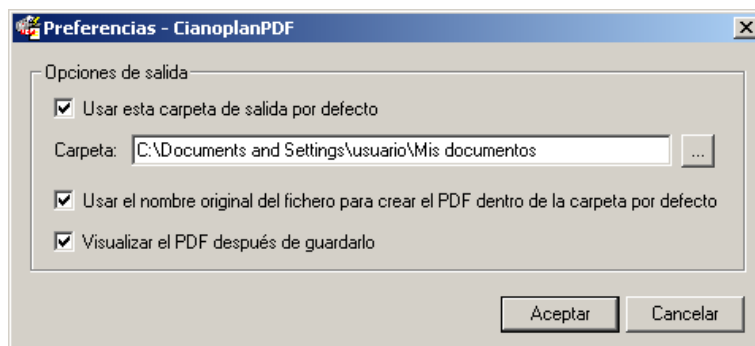 Preferencias - CianoplanPDF
Opciones de salida
Usar esta carpeta de salida por defecto
Carpeta: C:\Documents and Settings\usuario\Mis documentos ...
Usar el nombre original del fichero para crear el PDF dentro de la carpeta por defecto
Visualizar el PDF después de guardarlo
Aceptar Cancelar